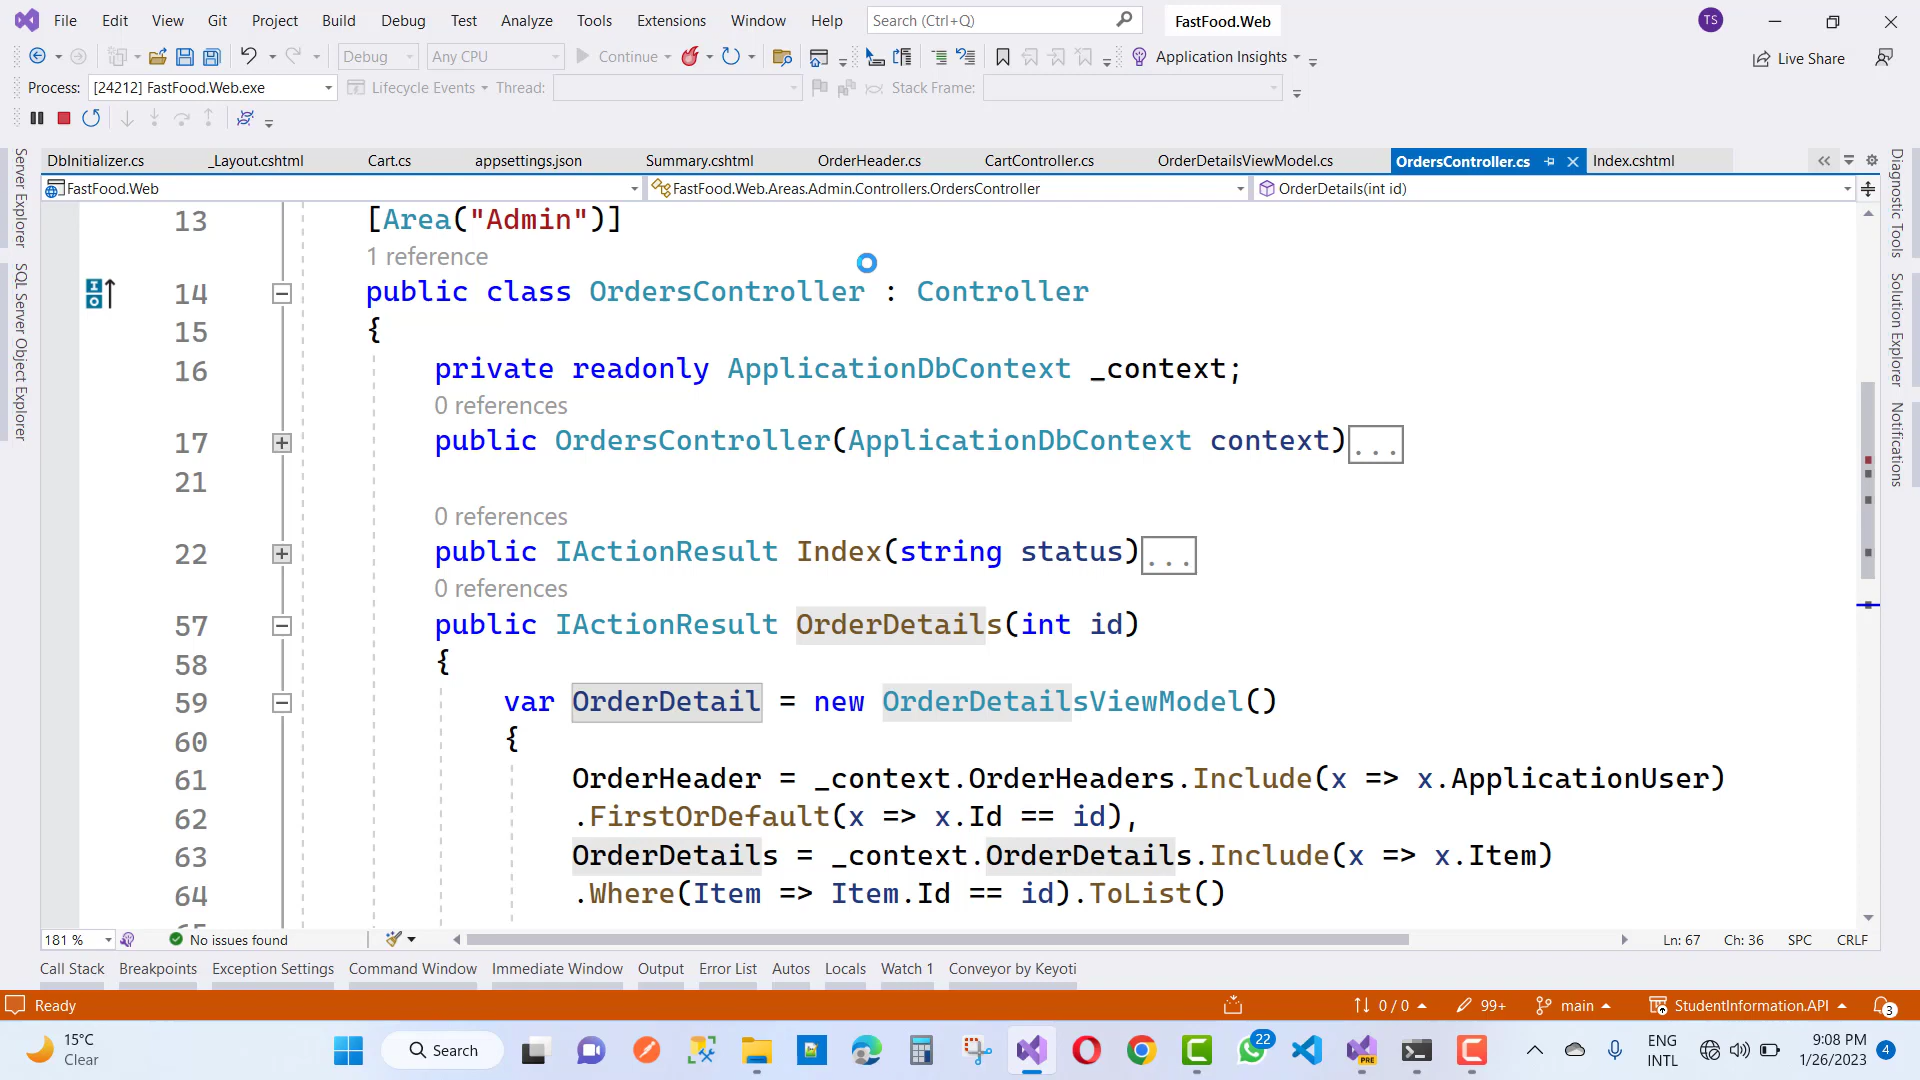 File Edit View Git Project Build Debug Test Analyze Tools Extensions Window Help Search (Ctrl+Q) FastFood.Web TS
Debug Any CPU Continue Application Insights Live Share
Process: [24212] FastFood.Web.exe Lifecycle Events Thread: Stack Frame:
DbInitializer.cs _Layout.cshtml Cart.cs appsettings.json Summary.cshtml OrderHeader.cs CartController.cs OrderDetailsViewModel.cs OrdersController.cs Index.cshtml
FastFood.Web FastFood.Web.Areas.Admin.Controllers.OrdersController OrderDetails(int id)
Server Explorer
SQL Server Object Explorer
Diagnostic Tools
Solution Explorer
Notifications
13 [Area("Admin")]
1 reference
14 public class OrdersController : Controller
15 {
16 private readonly ApplicationDbContext _context;
0 references
17 public OrdersController(ApplicationDbContext context)...
21
0 references
22 public IActionResult Index(string status)...
0 references
57 public IActionResult OrderDetails(int id)
58 {
59 var OrderDetail = new OrderDetailsViewModel()
60 {
61 OrderHeader = _context.OrderHeaders.Include(x => x.ApplicationUser)
62 .FirstOrDefault(x => x.Id == id),
63 OrderDetails = _context.OrderDetails.Include(x => x.Item)
64 .Where(Item => Item.Id == id).ToList()
181 % No issues found Ln: 67 Ch: 36 SPC CRLF
Call Stack Breakpoints Exception Settings Command Window Immediate Window Output Error List Autos Locals Watch 1 Conveyor by Keyoti
Ready 0 / 0 99+ main StudentInformation.API 3
15°C
Clear
Search
22
PRE
ENG
INTL
9:08 PM
1/26/2023
4